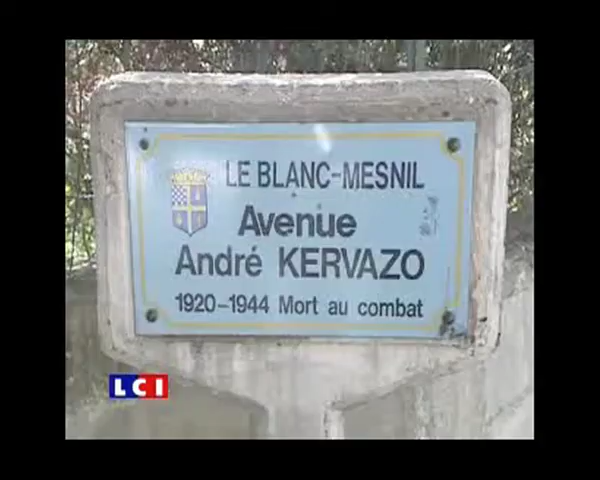 LE BLANC-MESNIL
Avenue
André KERVAZO
1920-1944 Mort au combat
LCI